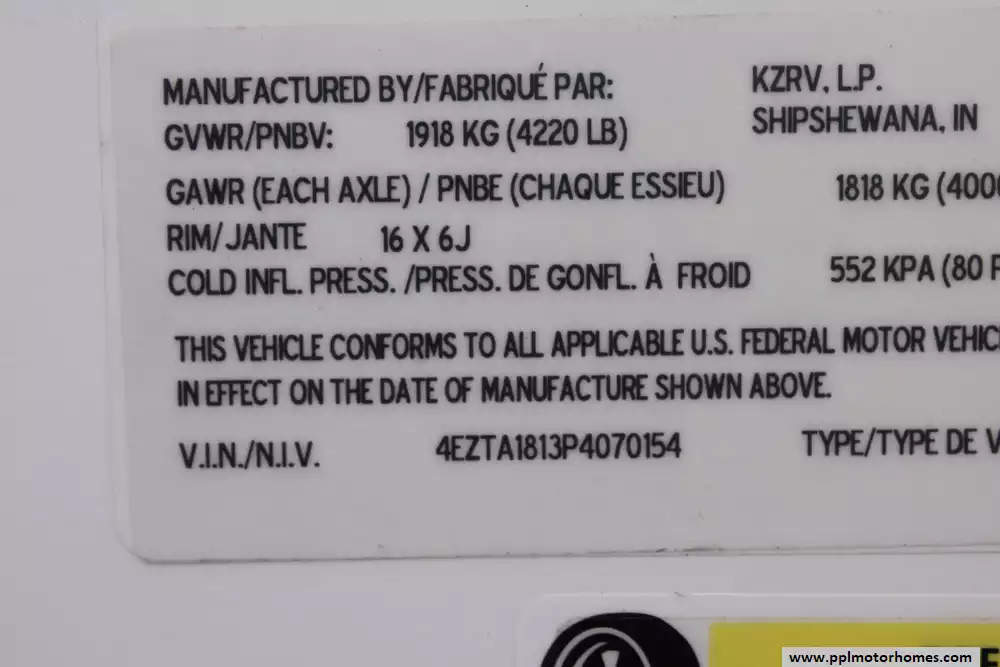 MANUFACTURED BY/FABRIQUÉ PAR: KZRV, L.P.
GVWR/PNBV: 1918 KG (4220 LB) SHIPSHEWANA, IN
GAWR (EACH AXLE) / PNBE (CHAQUE ESSIEU) 1818 KG (400
RIM/JANTE 16 X 6J
COLD INFL. PRESS. /PRESS. DE GONFL. À FROID 552 KPA (80
THIS VEHICLE CONFORMS TO ALL APPLICABLE U.S. FEDERAL MOTOR VEHIC
IN EFFECT ON THE DATE OF MANUFACTURE SHOWN ABOVE.
V.I.N./N.I.V. 4EZTA1813P4070154 TYPE/TYPE DE V
www.pplmotorhomes.com